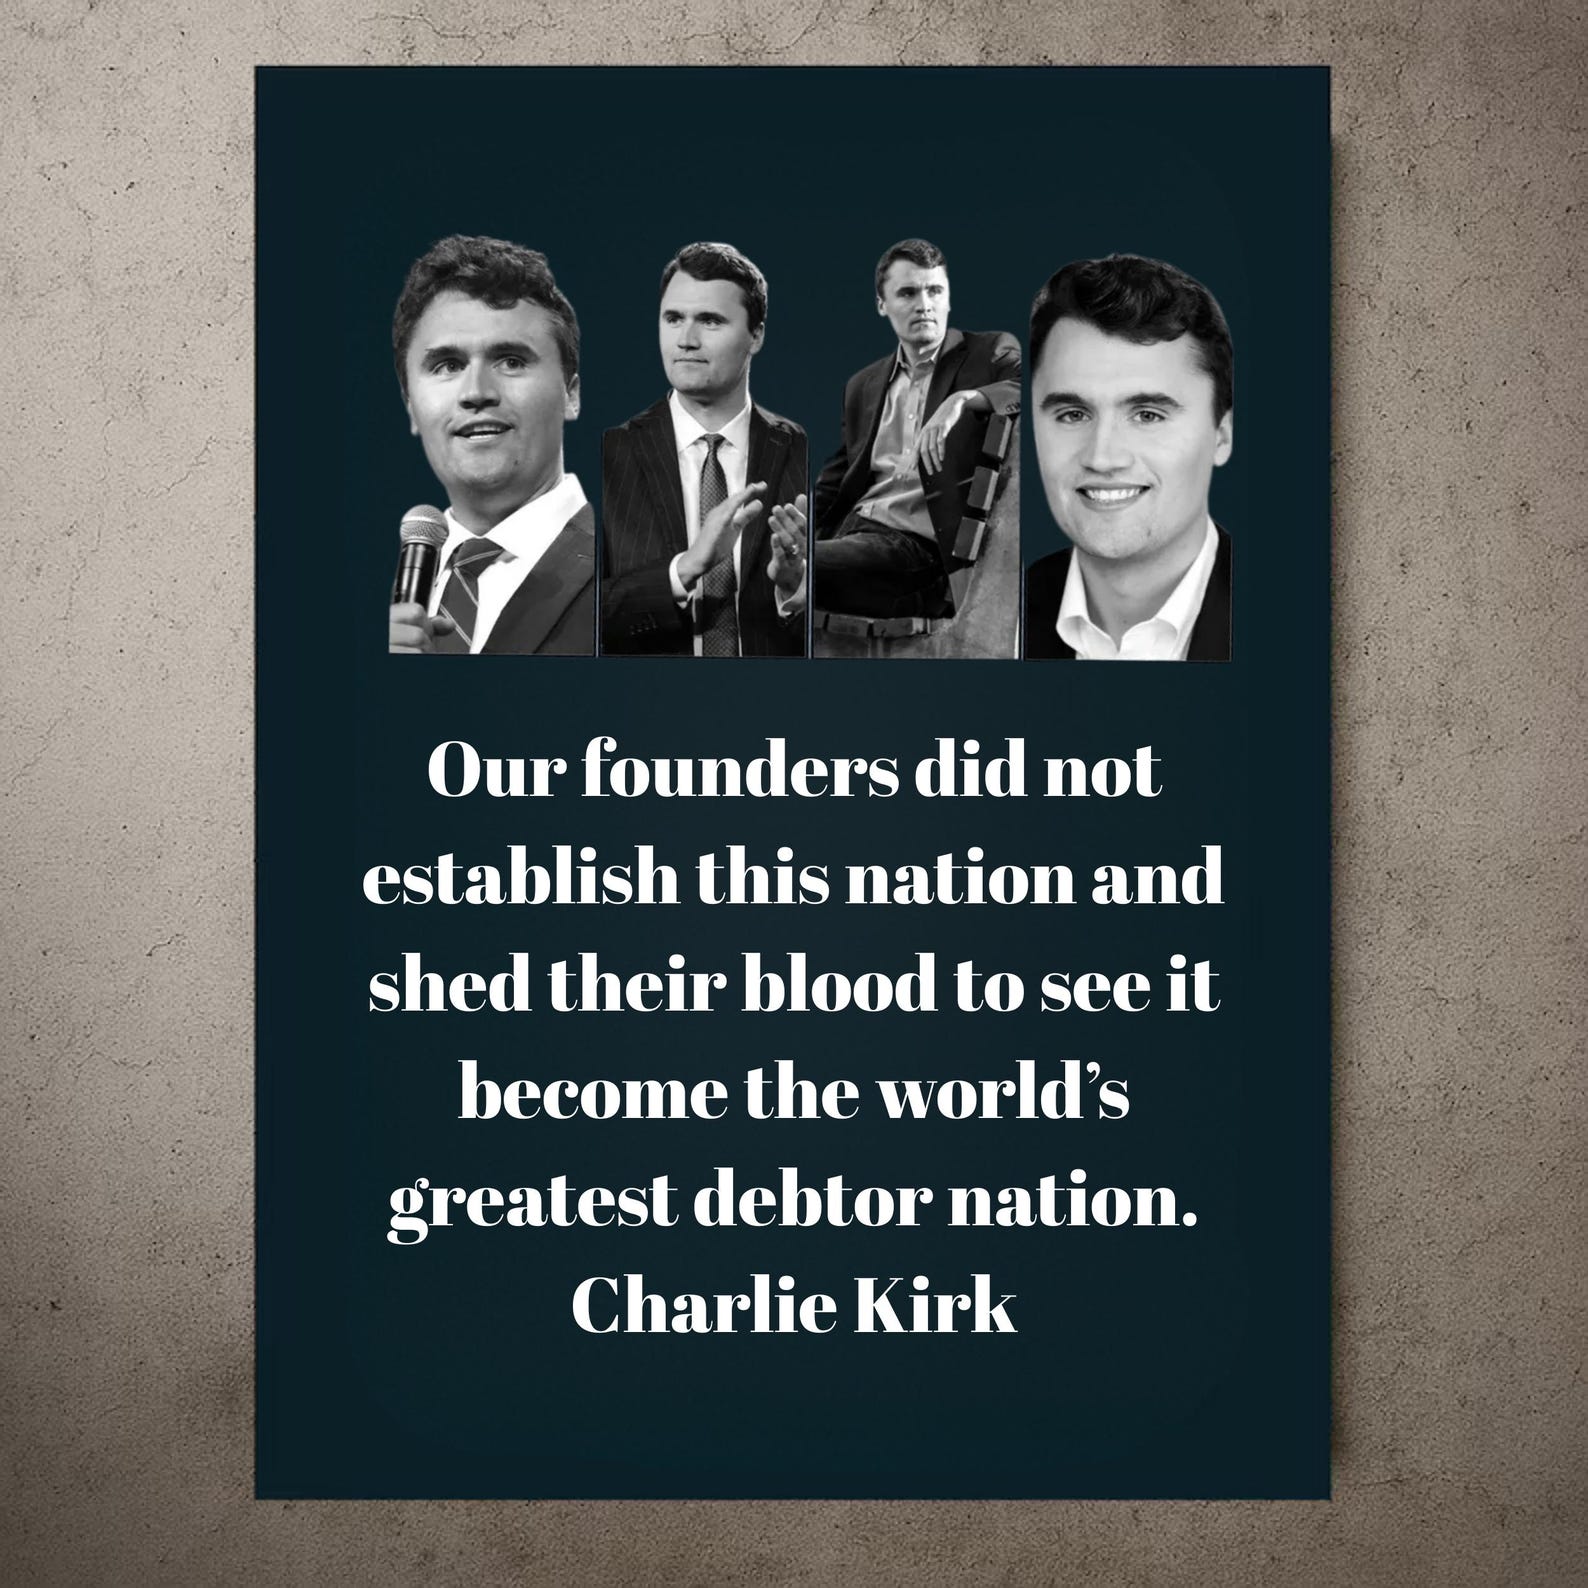 Our founders did not
establish this nation and
shed their blood to see it
become the world’s
greatest debtor nation.
Charlie Kirk